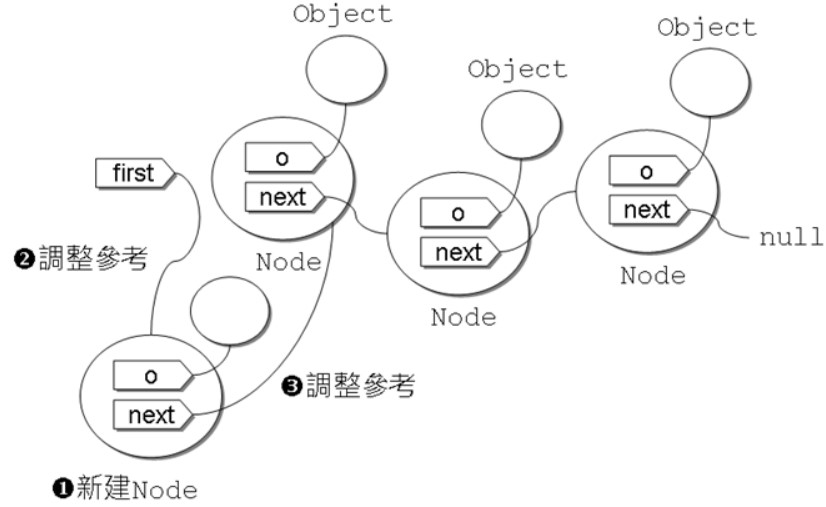 Object
Object
Object
o
next
first
o
next
o
next
null
❷調整參考
Node
Node
Node
o
next
❸調整參考
❶新建Node